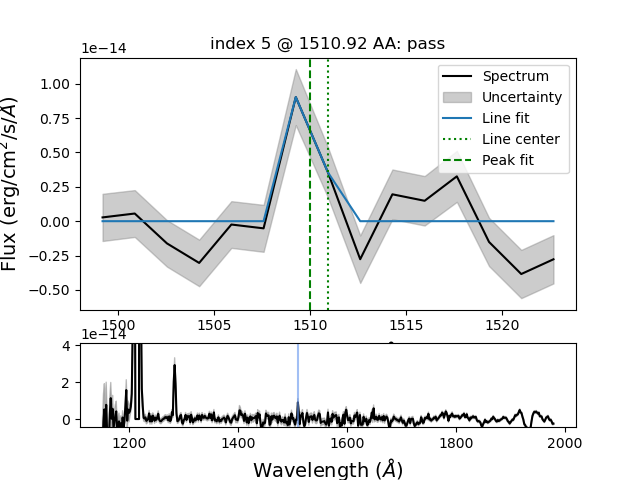 index 5 @ 1510.92 AA: pass
1e−14
Flux (erg/cm²/s/Å)
1.00
0.75
0.50
0.25
0.00
−0.25
−0.50
Spectrum
Uncertainty
Line fit
Line center
Peak fit
1500 1505 1510 1515 1520
1e−14
4
2
0
1200 1400 1600 1800 2000
Wavelength (Å)